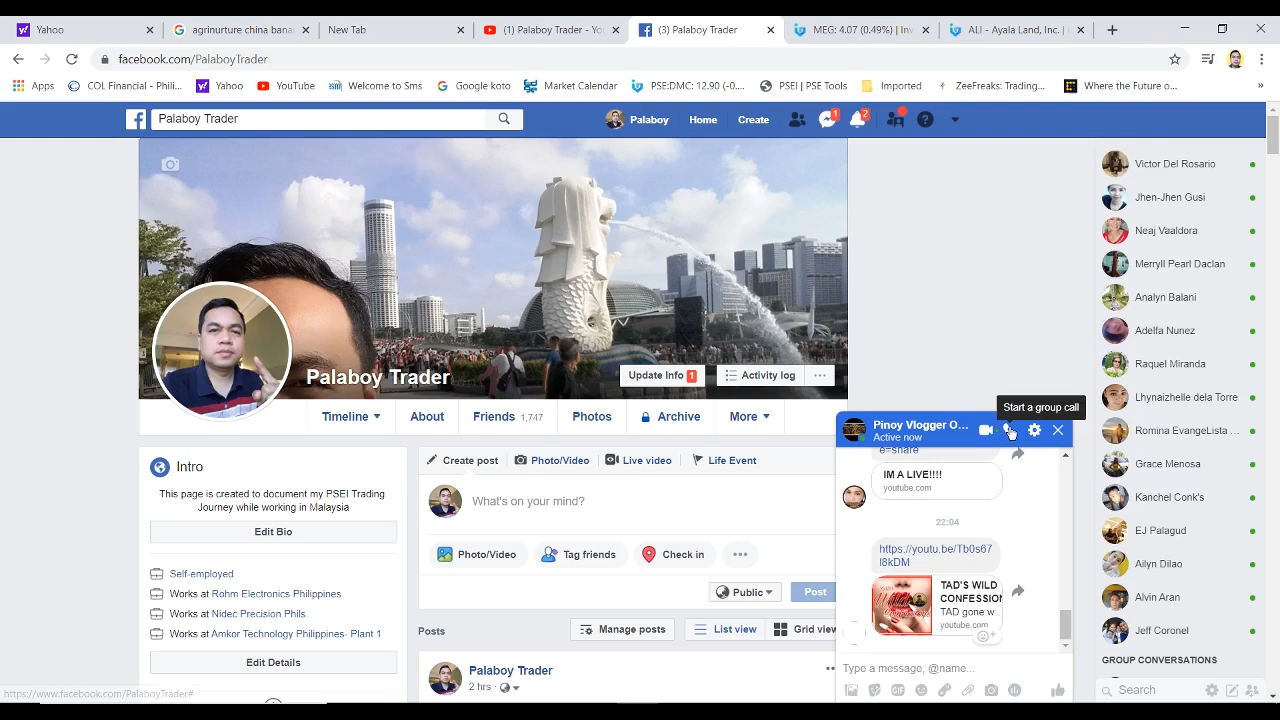 Yahoo
agrinurture china bana
New Tab
(1) Palaboy Trader - Yo
(3) Palaboy Trader
MEG: 4.07 (0.49%) | Inv
ALI - Ayala Land, Inc. |
facebook.com/PalaboyTrader
Apps
COL Financial - Phili...
Yahoo
YouTube
Welcome to Sms
Google koto
Market Calendar
PSE:DMC: 12.90 (-0....
PSEI | PSE Tools
Imported
ZeeFreaks: Trading...
Where the Future o...
Palaboy Trader
Palaboy
Home
Create
1
2
Palaboy Trader
Update Info 1
Activity log
Timeline
About
Friends 1,747
Photos
Archive
More
Intro
This page is created to document my PSEI Trading
Journey while working in Malaysia
Edit Bio
Self-employed
Works at Rohm Electronics Philippines
Works at Nidec Precision Phils.
Works at Amkor Technology Philippines- Plant 1
Edit Details
Create post
Photo/Video
Live video
Life Event
What's on your mind?
Photo/Video
Tag friends
Check in
Public
Post
Posts
Manage posts
List view
Grid view
Palaboy Trader
2 hrs
Start a group call
Pinoy Vlogger O...
Active now
e=share
IM A LIVE!!!!
youtube.com
22:04
https://youtu.be/Tb0s67
l8kDM
TAD'S WILD
CONFESSION
TAD gone w...
youtube.com
Type a message, @name...
Victor Del Rosario
Jhen-Jhen Gusi
Neaj Vaaldora
Merryll Pearl Daclan
Analyn Balani
Adelfa Nunez
Raquel Miranda
Lhynaizhelle dela Torre
Romina EvangeLista ...
Grace Menosa
Kanchel Conk's
EJ Palagud
Ailyn Dilao
Alvin Aran
Jeff Coronel
GROUP CONVERSATIONS
Search
https://www.facebook.com/PalaboyTrader#